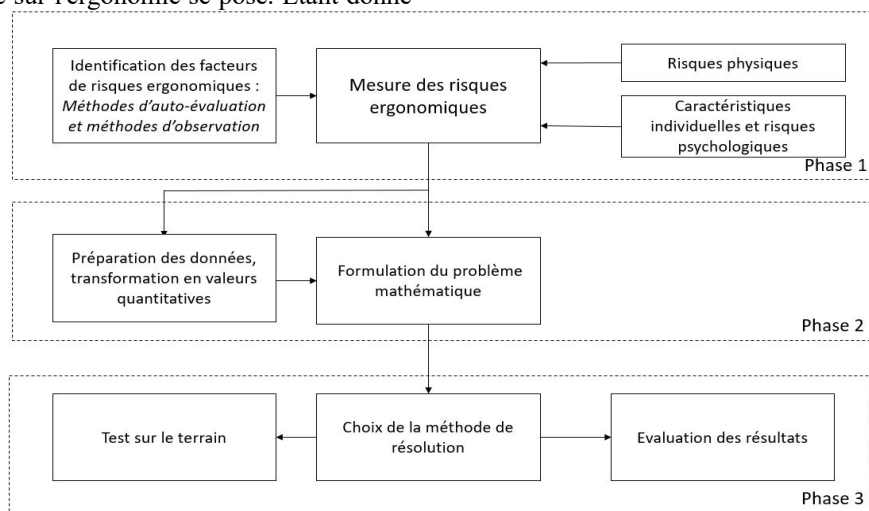 sur l'ergonomie se pose. Étant donné
Identification des facteurs
de risques ergonomiques :
Méthodes d'auto-évaluation
et méthodes d'observation
Mesure des risques
ergonomiques
Risques physiques
Caractéristiques
individuelles et risques
psychologiques
Phase 1
Préparation des données,
transformation en valeurs
quantitatives
Formulation du problème
mathématique
Phase 2
Test sur le terrain
Choix de la méthode de
résolution
Evaluation des résultats
Phase 3